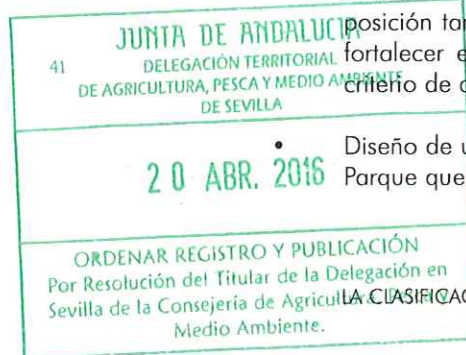 JUNTA DE ANDALUCIA
41 DELEGACIÓN TERRITORIAL
DE AGRICULTURA, PESCA Y MEDIO AMBIENTE
DE SEVILLA
20 ABR. 2016
ORDENAR REGISTRO Y PUBLICACIÓN
Por Resolución del Titular de la Delegación en
Sevilla de la Consejería de Agricultura, Pesca y
Medio Ambiente.
posición
fortalecer
criterio de
• Diseño de
Parque que
LA